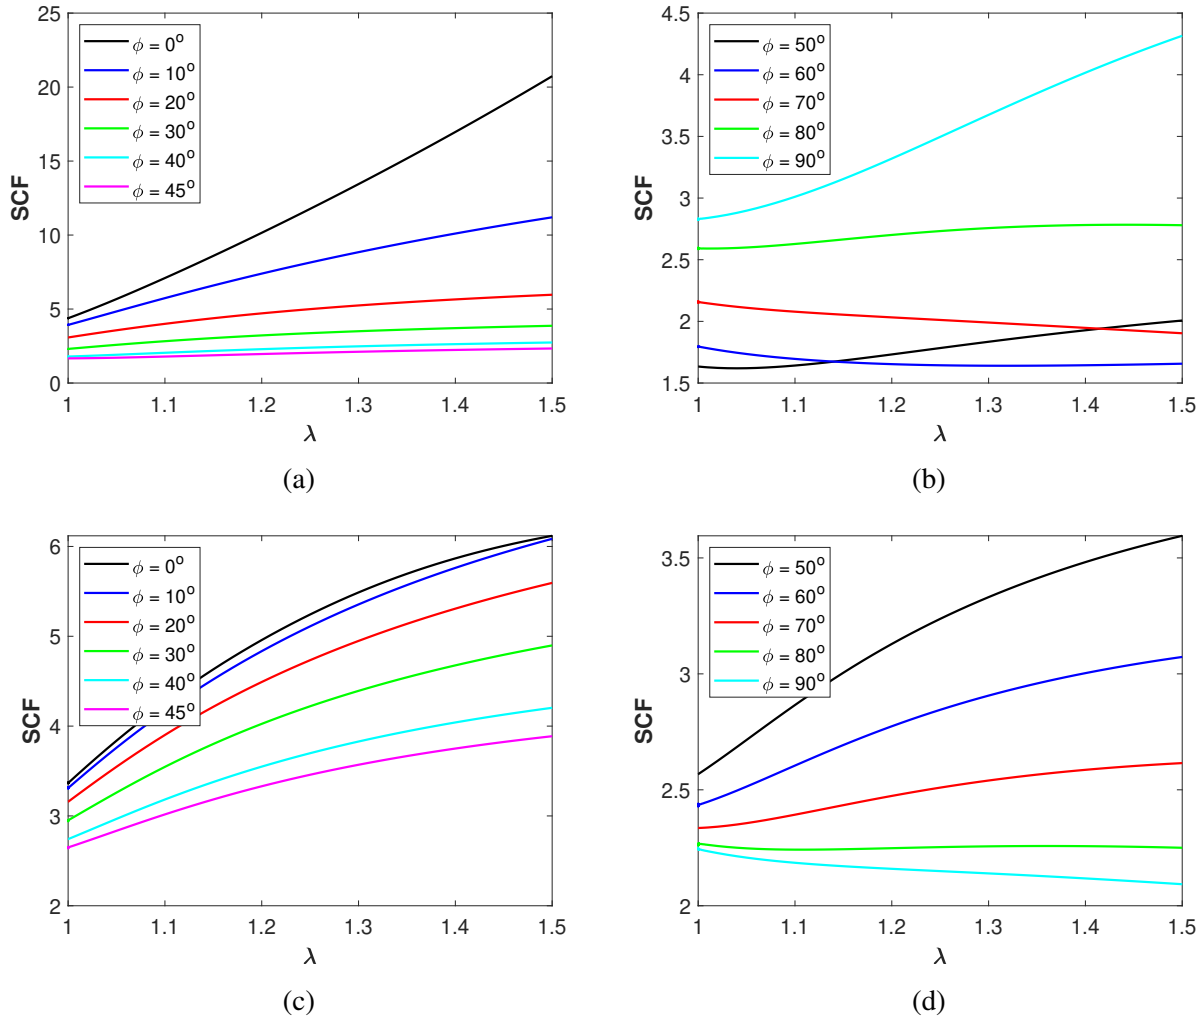 25
20
15
10
5
0
SCF
ϕ = 0°
ϕ = 10°
ϕ = 20°
ϕ = 30°
ϕ = 40°
ϕ = 45°
1 1.1 1.2 1.3 1.4 1.5
λ
(a)
4.5
4
3.5
3
2.5
2
1.5
SCF
ϕ = 50°
ϕ = 60°
ϕ = 70°
ϕ = 80°
ϕ = 90°
1 1.1 1.2 1.3 1.4 1.5
λ
(b)
6
5
4
3
2
SCF
ϕ = 0°
ϕ = 10°
ϕ = 20°
ϕ = 30°
ϕ = 40°
ϕ = 45°
1 1.1 1.2 1.3 1.4 1.5
λ
(c)
3.5
3
2.5
2
SCF
ϕ = 50°
ϕ = 60°
ϕ = 70°
ϕ = 80°
ϕ = 90°
1 1.1 1.2 1.3 1.4 1.5
λ
(d)